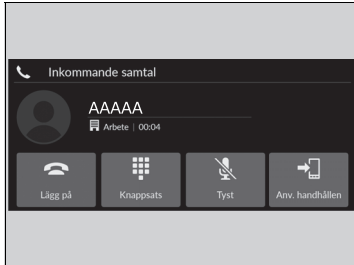 Inkommande samtal
AAAAA
Arbete | 00:04
Lägg på
Knappsats
Tyst
Anv. handhållen